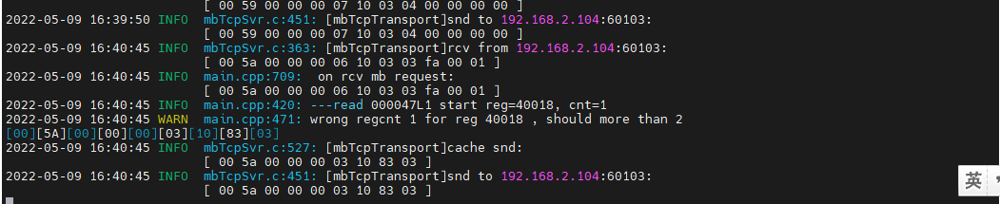 [ 00 59 00 00 00 07 10 03 04 00 00 00 00 ]
2022-05-09 16:39:50 INFO  mbTcpSvr.c:451: [mbTcpTransport]snd to 192.168.2.104:60103:
[ 00 59 00 00 00 07 10 03 04 00 00 00 00 ]
2022-05-09 16:40:45 INFO  mbTcpSvr.c:363: [mbTcpTransport]rcv from 192.168.2.104:60103:
[ 00 5a 00 00 00 06 10 03 03 fa 00 01 ]
2022-05-09 16:40:45 INFO  main.cpp:709:  on rcv mb request:
[ 00 5a 00 00 00 06 10 03 03 fa 00 01 ]
2022-05-09 16:40:45 INFO  main.cpp:420: ---read 000047L1 start reg=40018, cnt=1
2022-05-09 16:40:45 WARN  main.cpp:471: wrong regcnt 1 for reg 40018 , should more than 2
[00][5A][00][00][00][03][10][83][03]
2022-05-09 16:40:45 INFO  mbTcpSvr.c:527: [mbTcpTransport]cache snd:
[ 00 5a 00 00 00 03 10 83 03 ]
2022-05-09 16:40:45 INFO  mbTcpSvr.c:451: [mbTcpTransport]snd to 192.168.2.104:60103:
[ 00 5a 00 00 00 03 10 83 03 ]
英